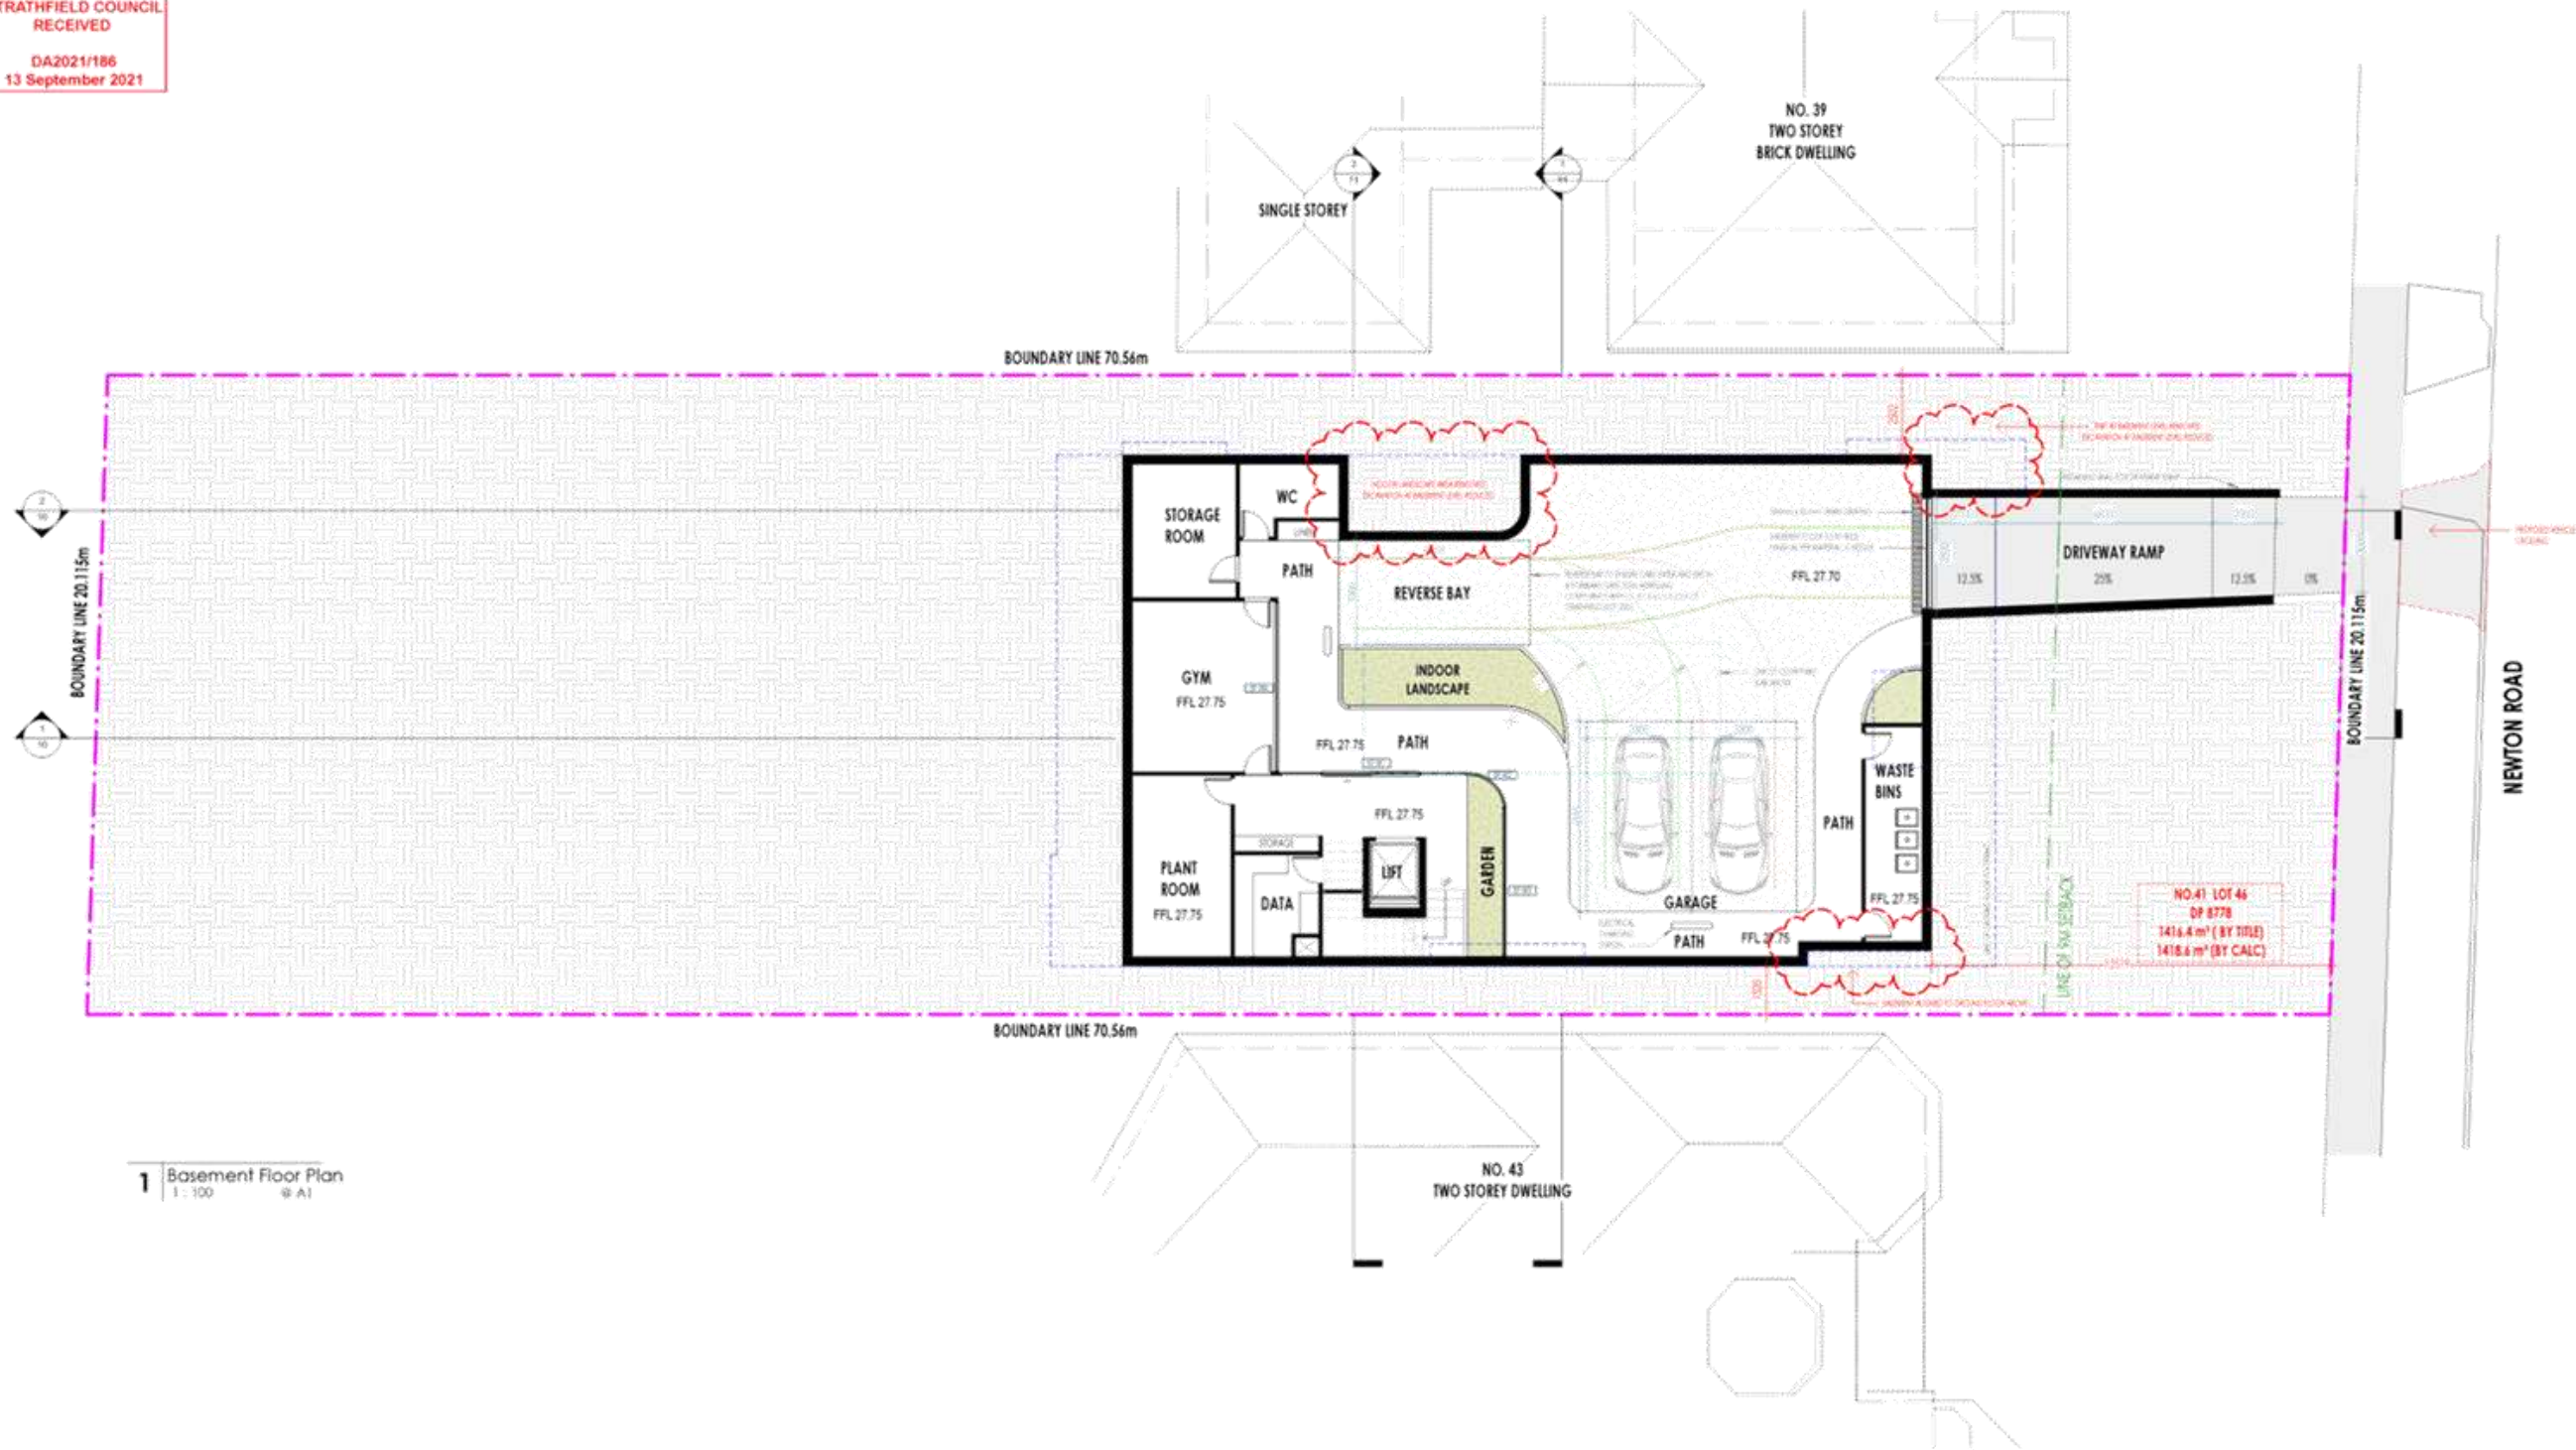 TRATHFIELD COUNCIL
RECEIVED
DA2021/186
13 September 2021
NO. 39
TWO STOREY
BRICK DWELLING
SINGLE STOREY
BOUNDARY LINE 70.56m
BOUNDARY LINE 20.115m
STORAGE
ROOM
WC
PATH
REVERSE BAY
FFL 27.70
DRIVEWAY RAMP
12.5%
25%
12.5%
0%
GYM
FFL 27.75
INDOOR
LANDSCAPE
FFL 27.75
PATH
BOUNDARY LINE 20.115m
NEWTON ROAD
WASTE
BINS
PATH
FFL 27.75
STORAGE
PLANT
ROOM
FFL 27.75
DATA
LIFT
GARDEN
GARAGE
FFL 27.75
PATH
FFL 27.75
LINE OF 9M SETBACK
NO.41 LOT 46
DP 8778
1416.4 m² ( BY TITLE)
1418.6 m² (BY CALC)
BOUNDARY LINE 70.56m
NO. 43
TWO STOREY DWELLING
1
Basement Floor Plan
1 : 100 @ A1